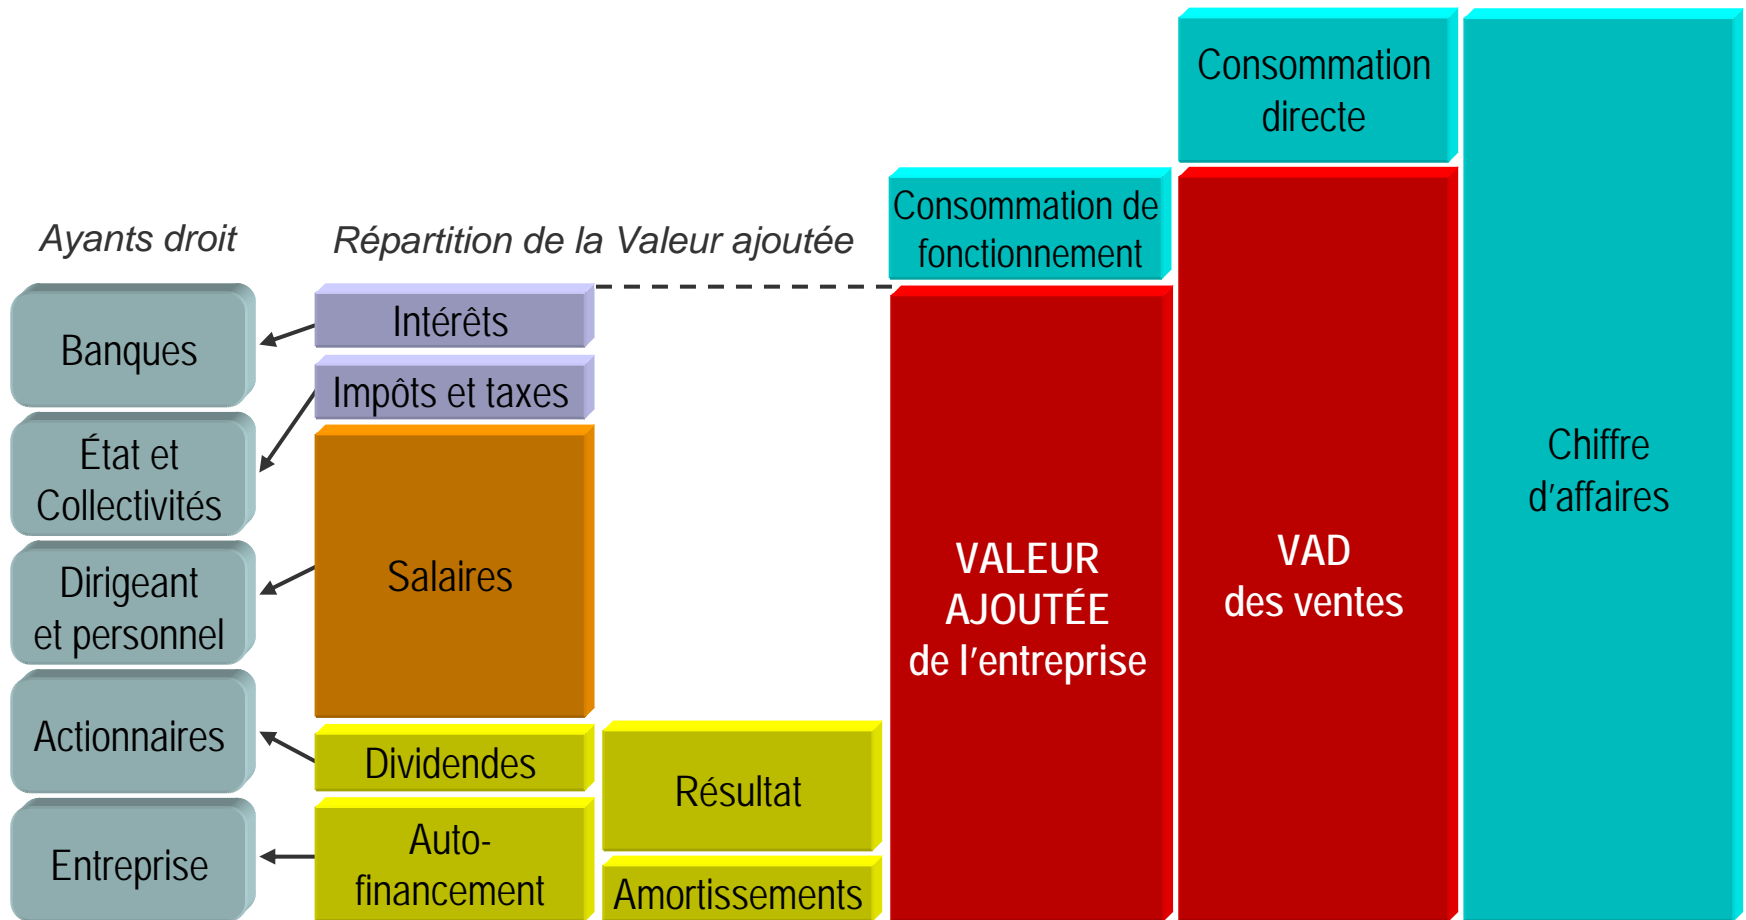 Ayants droit
Répartition de la Valeur ajoutée
Banques
État et
Collectivités
Dirigeant
et personnel
Actionnaires
Entreprise
Intérêts
Impôts et taxes
Salaires
Dividendes
Auto-
financement
Résultat
Amortissements
Consommation de
fonctionnement
VALEUR
AJOUTÉE
de l'entreprise
Consommation
directe
VAD
des ventes
Chiffre
d'affaires